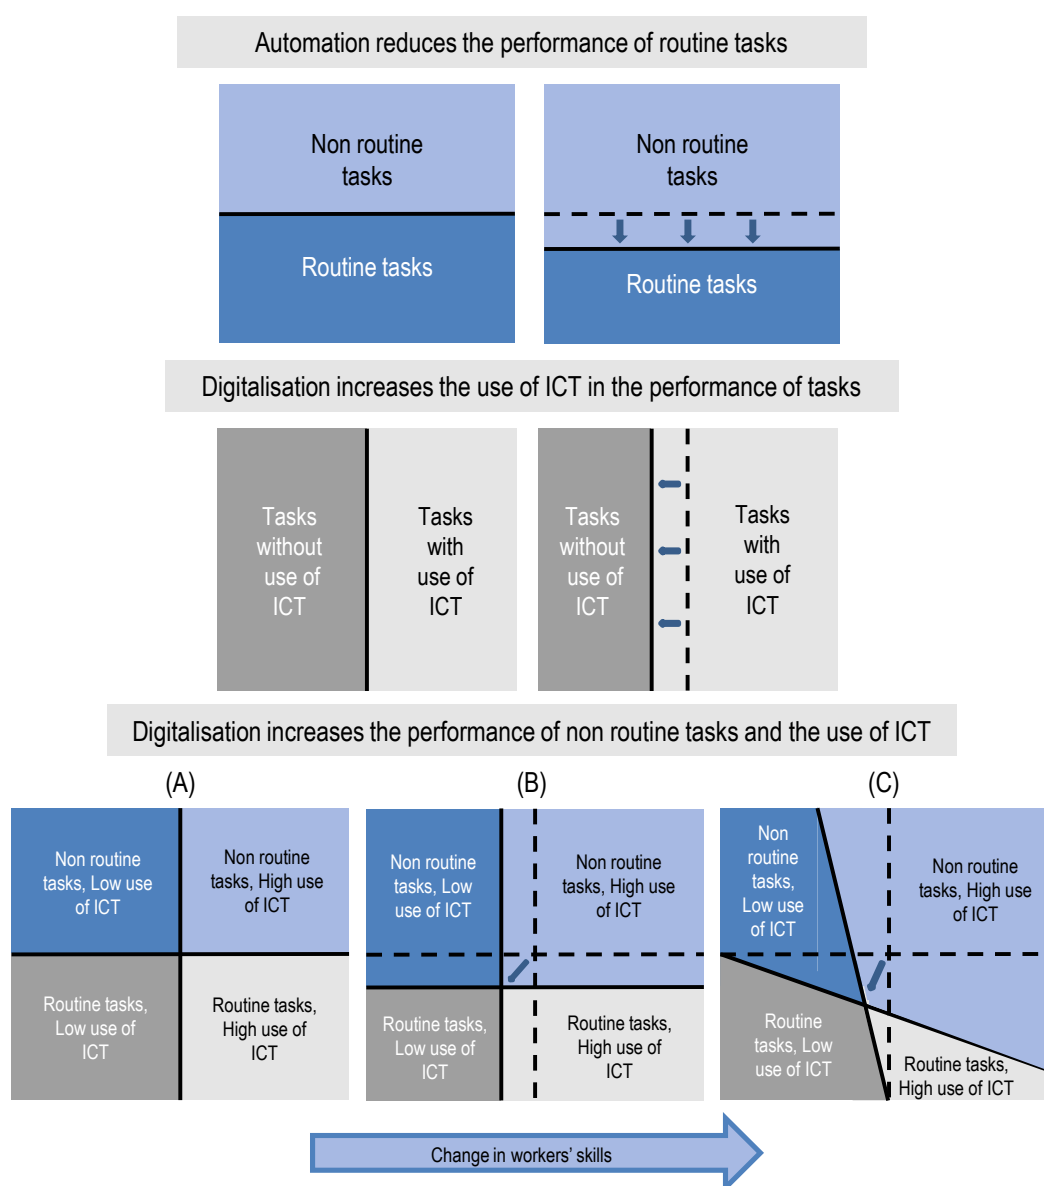 Automation reduces the performance of routine tasks
Non routine
tasks
Routine tasks
Non routine
tasks
Routine tasks
Digitalisation increases the use of ICT in the performance of tasks
Tasks
without
use of
ICT
Tasks
with
use of
ICT
Tasks
without
use of
ICT
Tasks
with
use of
ICT
Digitalisation increases the performance of non routine tasks and the use of ICT
(A)
Non routine
tasks, Low use
of ICT
Non routine
tasks, High use
of ICT
Routine tasks,
Low use of
ICT
Routine tasks,
High use of
ICT
(B)
Non routine
tasks, Low
use of ICT
Non routine
tasks, High use
of ICT
Routine tasks,
Low use of
ICT
Routine tasks,
High use of
ICT
(C)
Non
routine
tasks,
Low use
of ICT
Non routine
tasks, High use
of ICT
Routine
tasks, Low
use of ICT
Routine tasks,
High use of ICT
Change in workers' skills